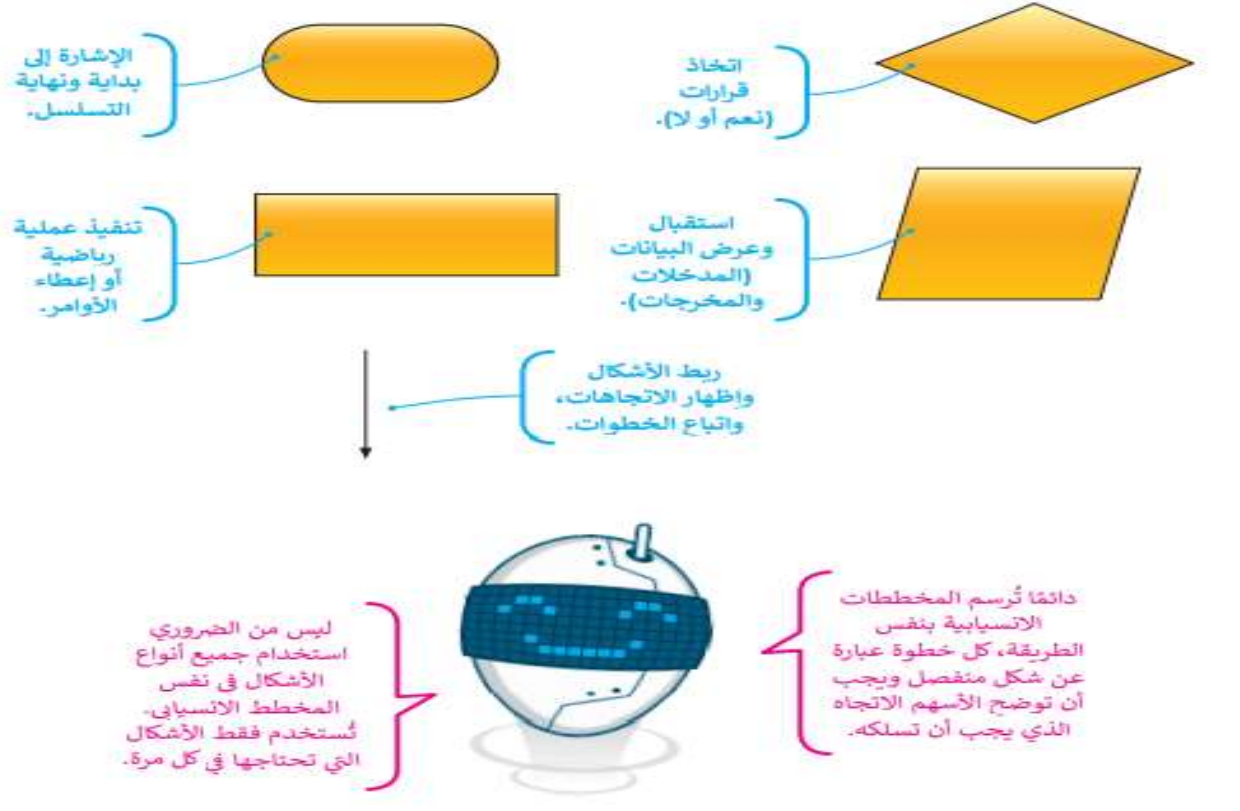 اتخاذ
قرارات
(نعم أو لا).
الإشارة إلى
بداية ونهاية
التسلسل.
استقبال
وعرض البيانات
(المدخلات
والمخرجات).
تنفيذ عملية
رياضية
أو إعطاء
الأوامر.
ربط الأشكال
وإظهار الاتجاهات،
واتباع الخطوات.
دائمًا تُرسم المخططات
الانسيابية بنفس
الطريقة، كل خطوة عبارة
عن شكل منفصل ويجب
أن توضح الأسهم الاتجاه
الذي يجب أن تسلكه.
ليس من الضروري
استخدام جميع أنواع
الأشكال في نفس
المخطط الانسيابي.
تُستخدم فقط الأشكال
التي تحتاجها في كل مرة.